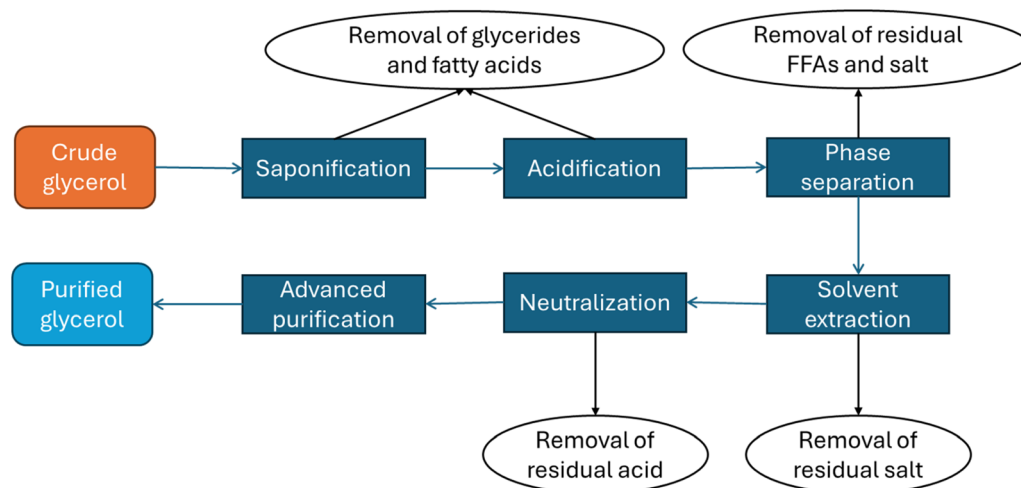 Removal of glycerides
and fatty acids
Removal of residual
FFAs and salt
Crude
glycerol
Saponification
Acidification
Phase
separation
Purified
glycerol
Advanced
purification
Neutralization
Solvent
extraction
Removal of
residual acid
Removal of
residual salt